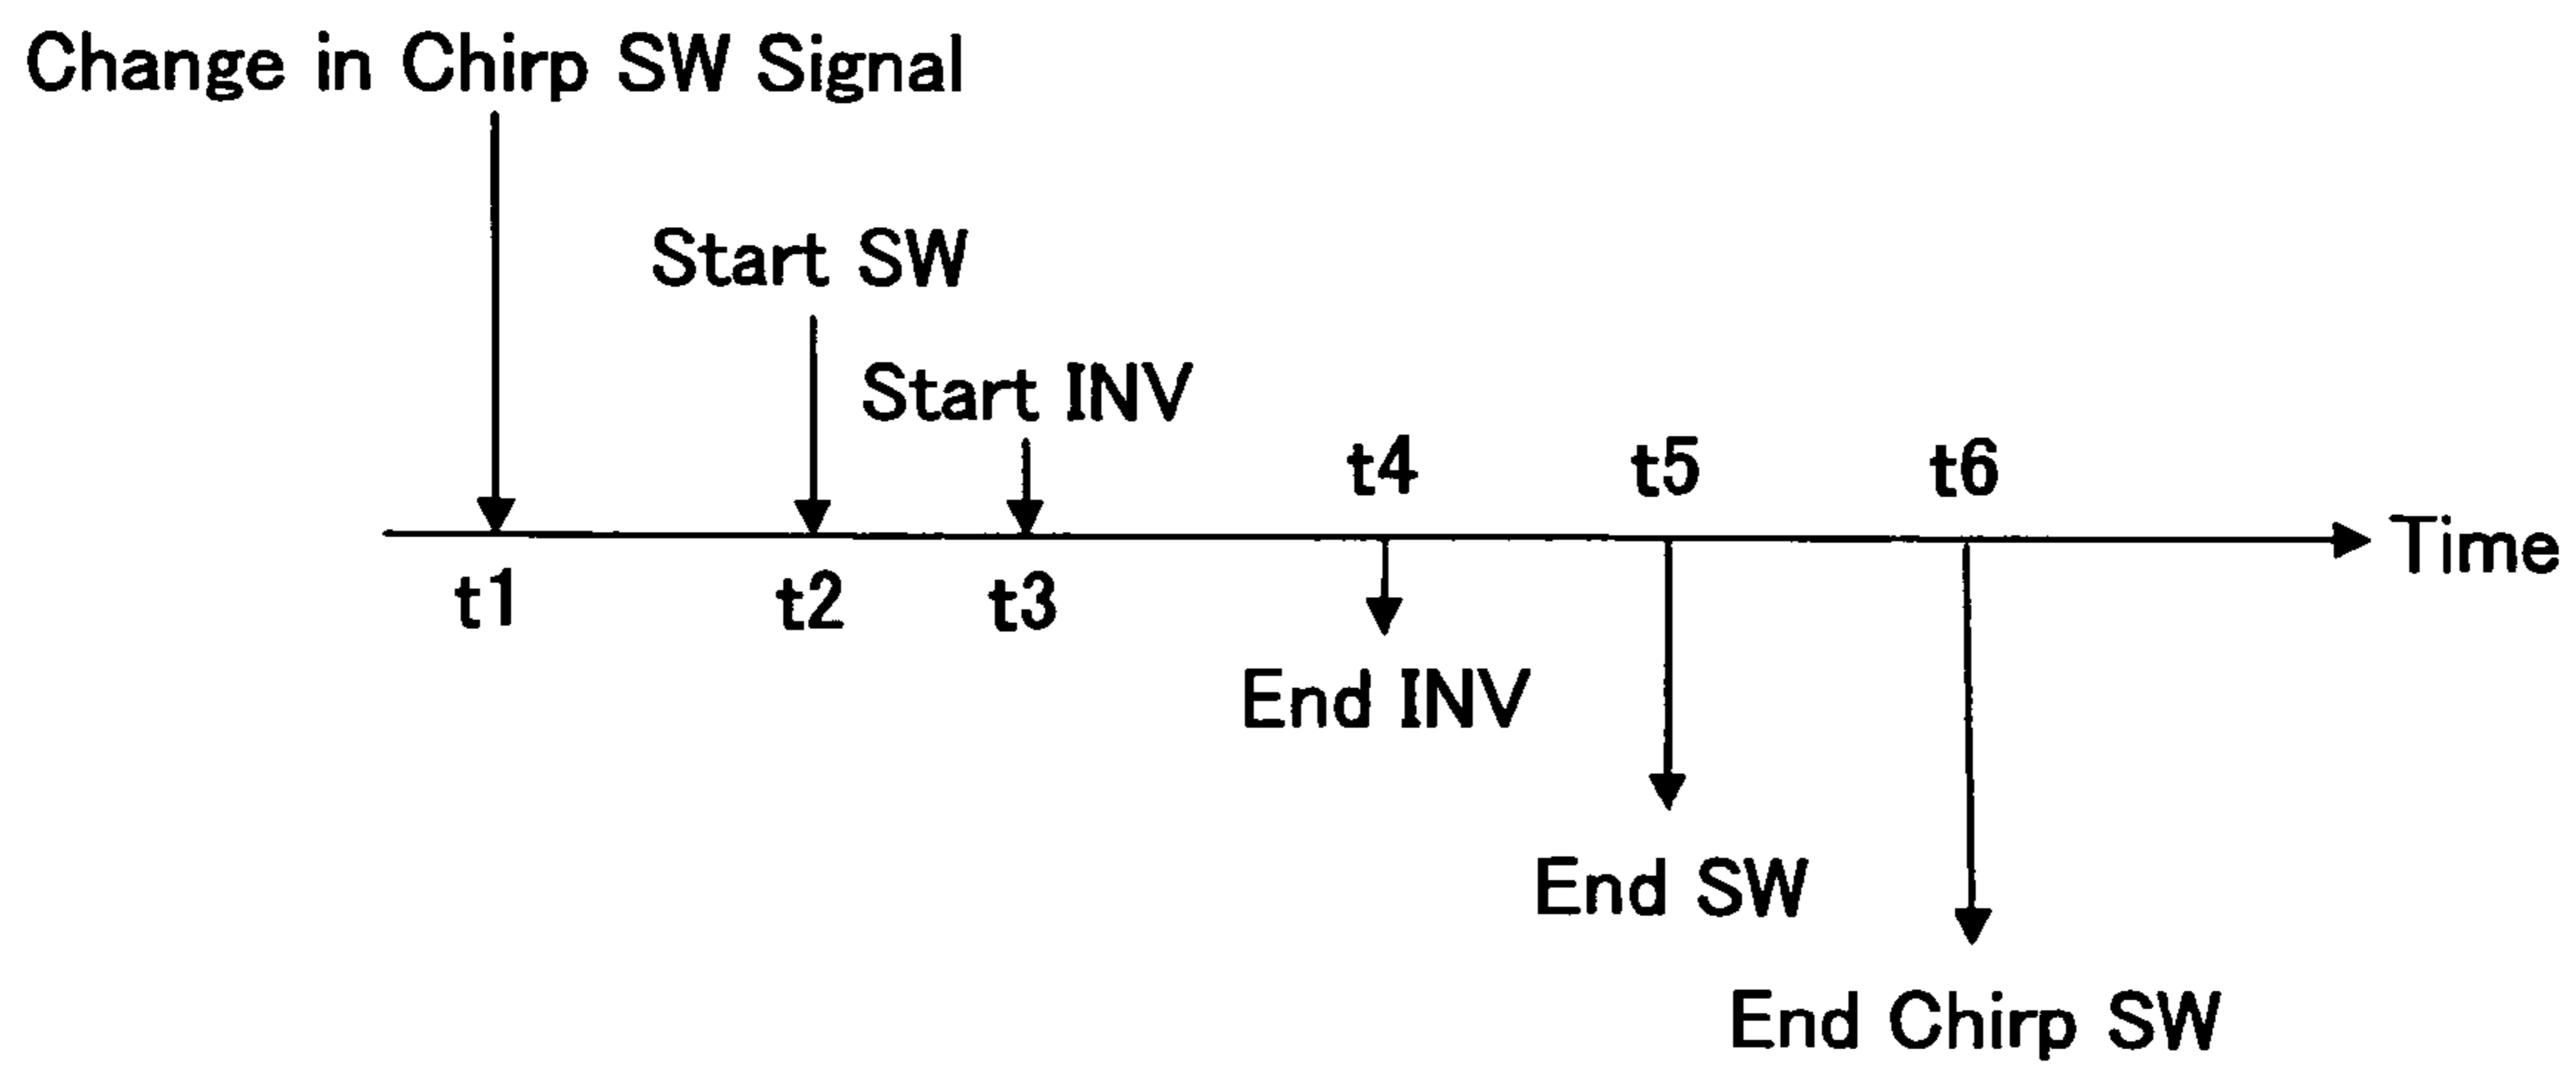 Change in Chirp SW Signal
Start SW
Start INV
t4 t5 t6
Time
t1 t2 t3
End INV
End SW
End Chirp SW